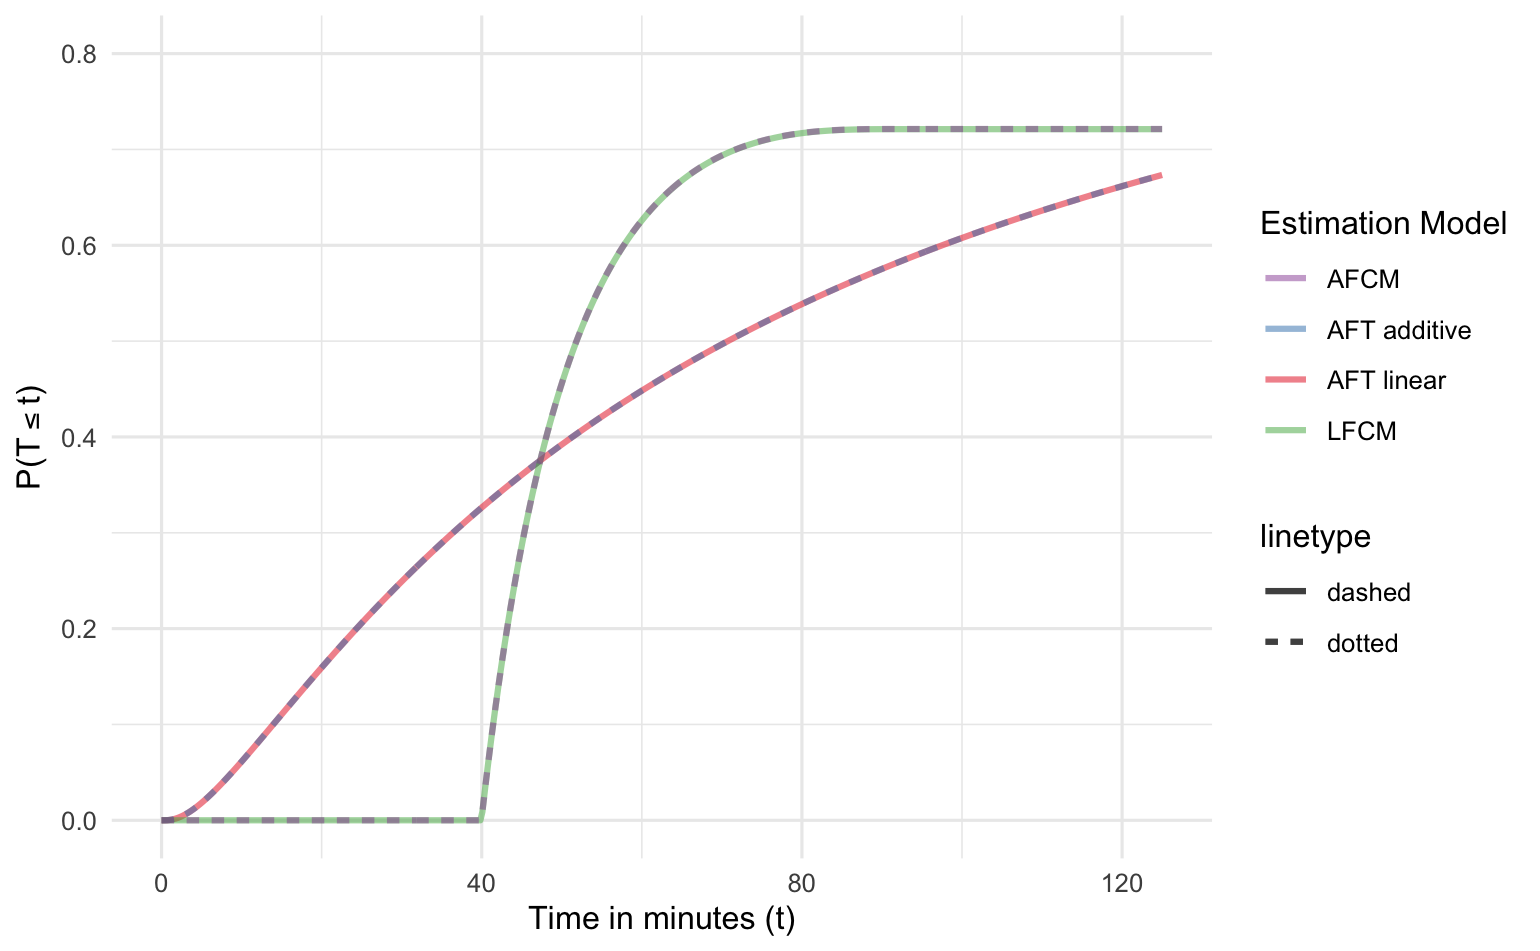 0.8
0.6
0.4
0.2
0.0
P(T ≤ t)
0
40
80
120
Time in minutes (t)
Estimation Model
AFCM
AFT additive
AFT linear
LFCM
linetype
dashed
dotted